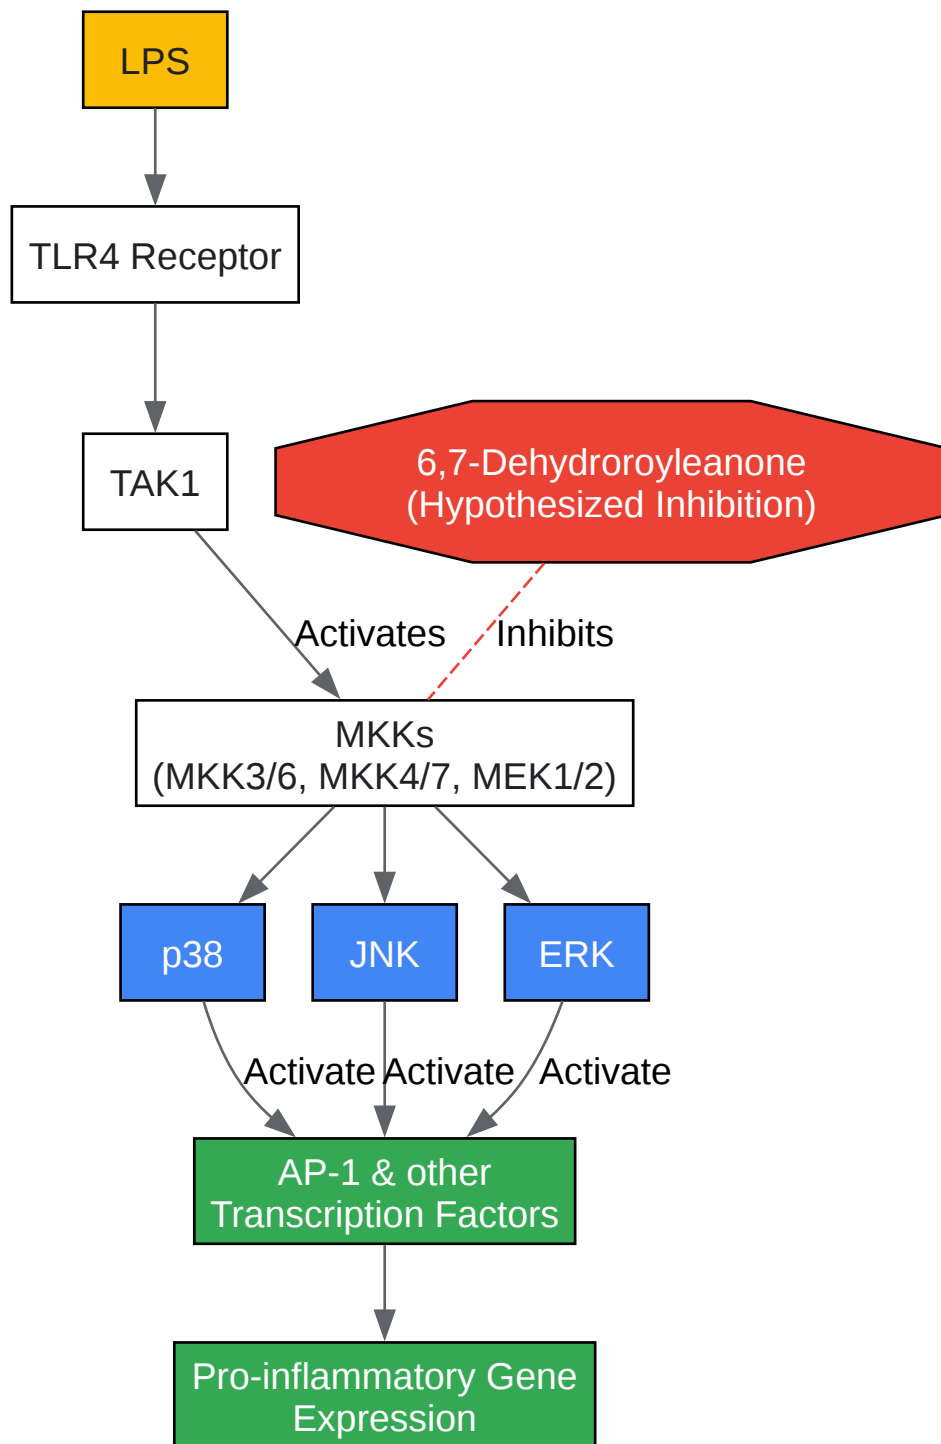 LPS
TLR4 Receptor
TAK1
6,7-Dehydroroyleanone
(Hypothesized Inhibition)
Activates
Inhibits
MKKs
(MKK3/6, MKK4/7, MEK1/2)
p38
JNK
ERK
Activate
Activate
Activate
AP-1 & other
Transcription Factors
Pro-inflammatory Gene
Expression